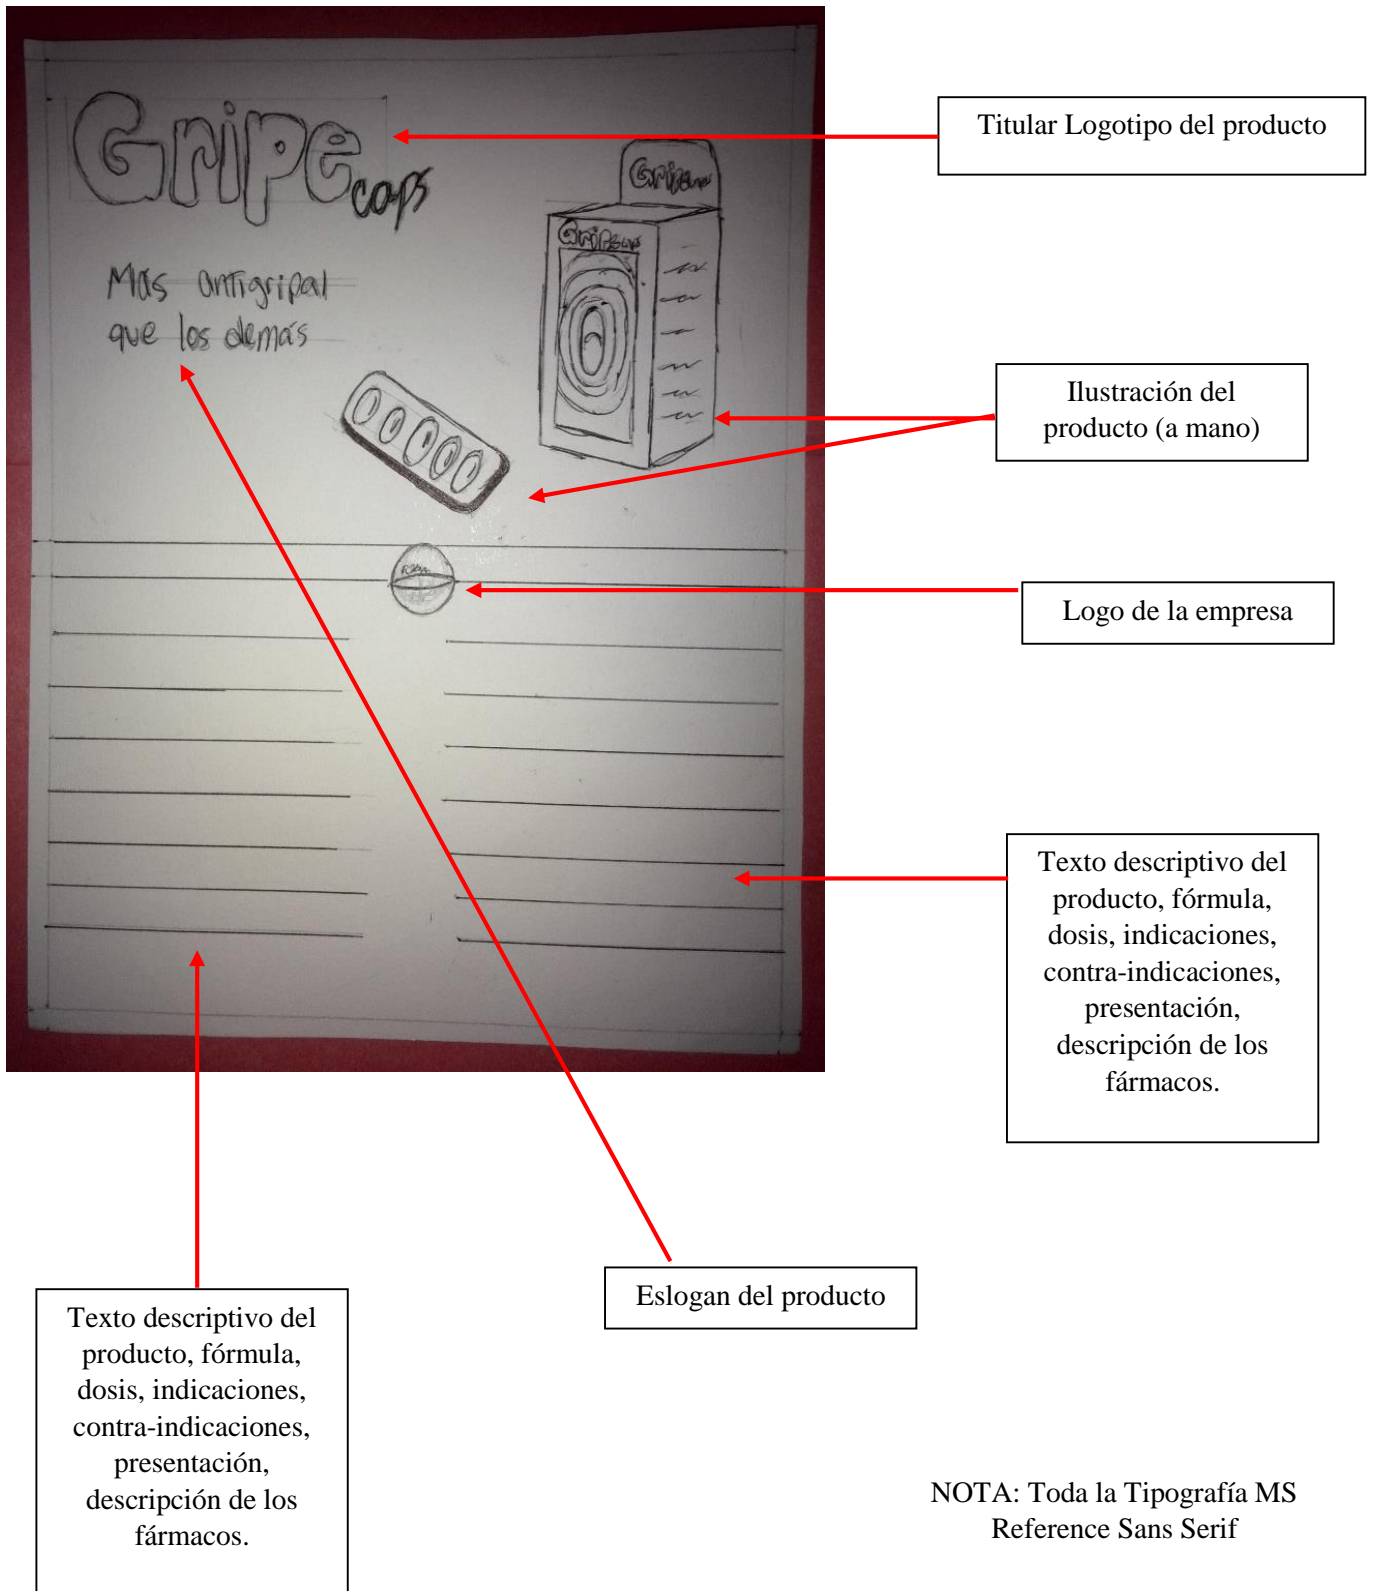 Gripe
caps
Más antigripal
que los demás
Gripe
Gripecaps
Titular Logotipo del producto
Ilustración del
producto (a mano)
Logo de la empresa
Texto descriptivo del
producto, fórmula,
dosis, indicaciones,
contra-indicaciones,
presentación,
descripción de los
fármacos.
Eslogan del producto
Texto descriptivo del
producto, fórmula,
dosis, indicaciones,
contra-indicaciones,
presentación,
descripción de los
fármacos.
NOTA: Toda la Tipografía MS
Reference Sans Serif